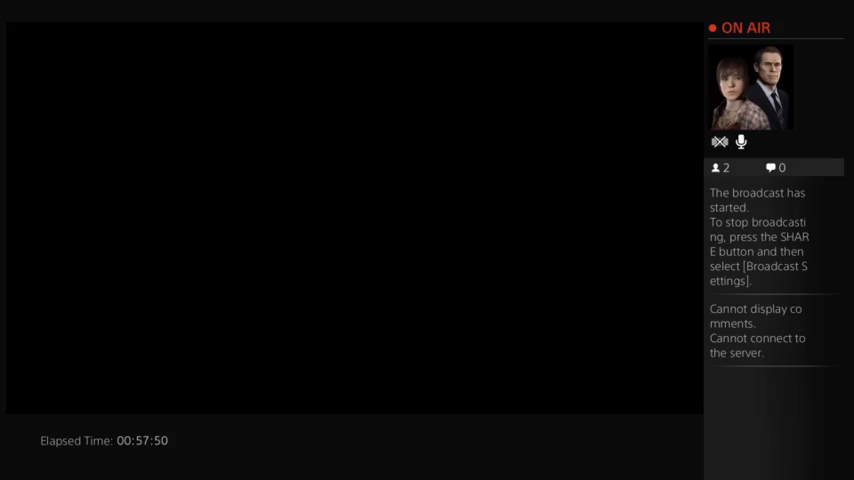 ON AIR
2 0
The broadcast has
started.
To stop broadcasti
ng, press the SHAR
E button and then
select [Broadcast S
ettings].
Cannot display co
mments.
Cannot connect to
the server.
Elapsed Time: 00:57:50